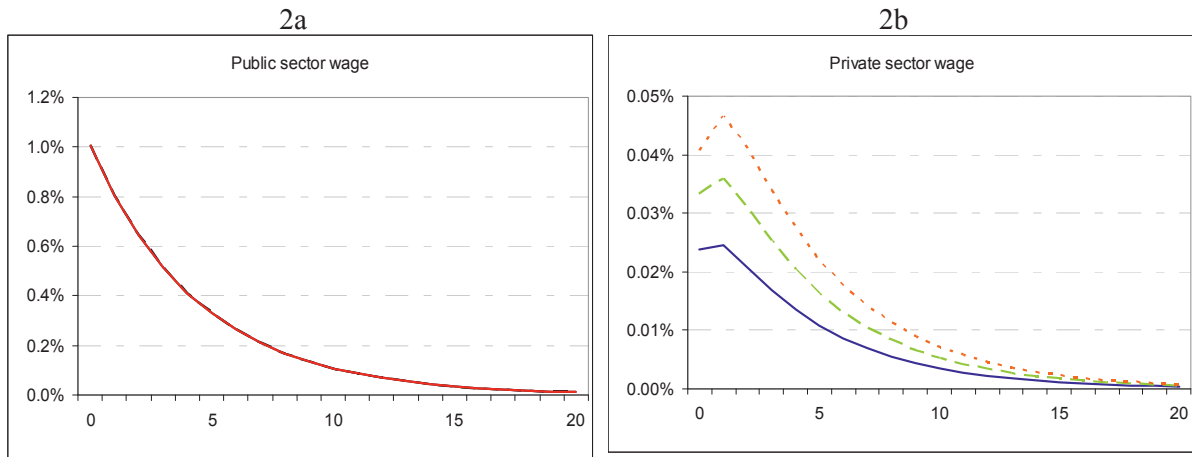 2a
Public sector wage
1.2%
1.0%
0.8%
0.6%
0.4%
0.2%
0.0%
0 5 10 15 20
2b
Private sector wage
0.05%
0.04%
0.03%
0.02%
0.01%
0.00%
0 5 10 15 20